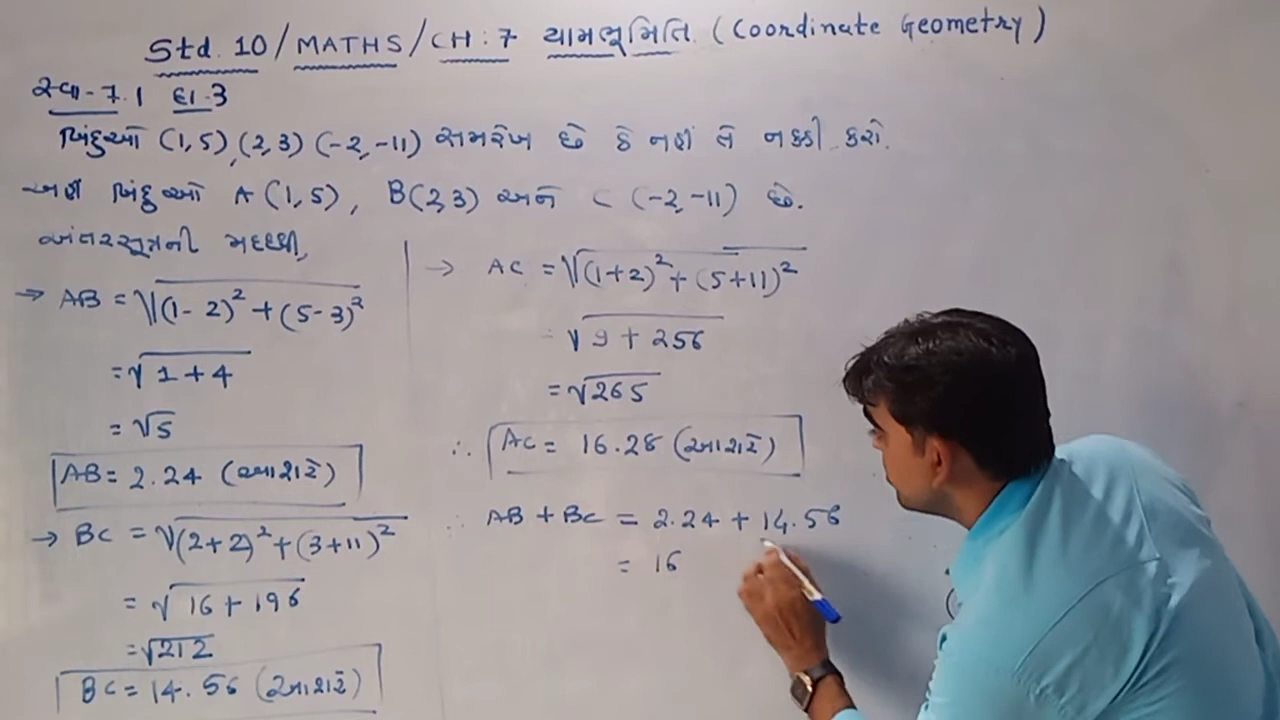 Std. 10 / MATHS / CH : 7 યામભૂમિતિ (Coordinate Geometry)
સ્વા-7.1 દા.3
બિંદુઓ (1,5), (2,3) (-2,-11) સમરેખ છે કે નહીં તે નક્કી કરો.
અહીં બિંદુઓ A (1,5), B(2,3) અને C (-2,-11) છે.
અંતરસૂત્રની મદદથી,
→ AB = √(1-2)² + (5-3)²
= √1+4
= √5
AB = 2.24 (આશરે)
→ BC = √(2+2)² + (3+11)²
= √16+196
= √212
BC = 14.56 (આશરે)
→ AC = √(1+2)² + (5+11)²
= √9 + 256
= √265
∴ AC = 16.28 (આશરે)
∴ AB + BC = 2.24 + 14.56
= 16